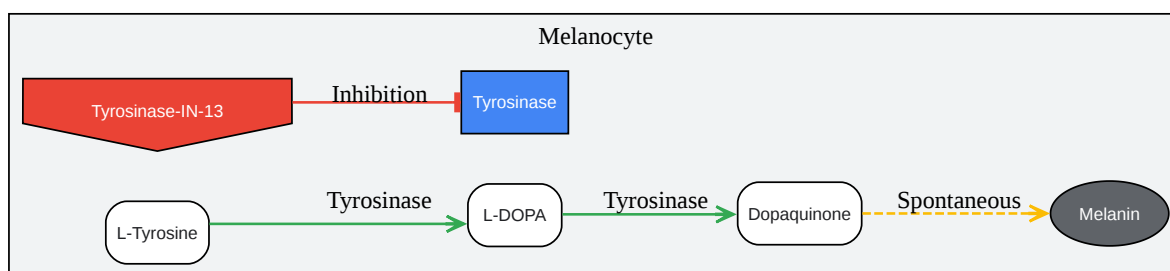 Melanocyte
Tyrosinase-IN-13
Inhibition
Tyrosinase
L-Tyrosine
Tyrosinase
L-DOPA
Tyrosinase
Dopaquinone
Spontaneous
Melanin